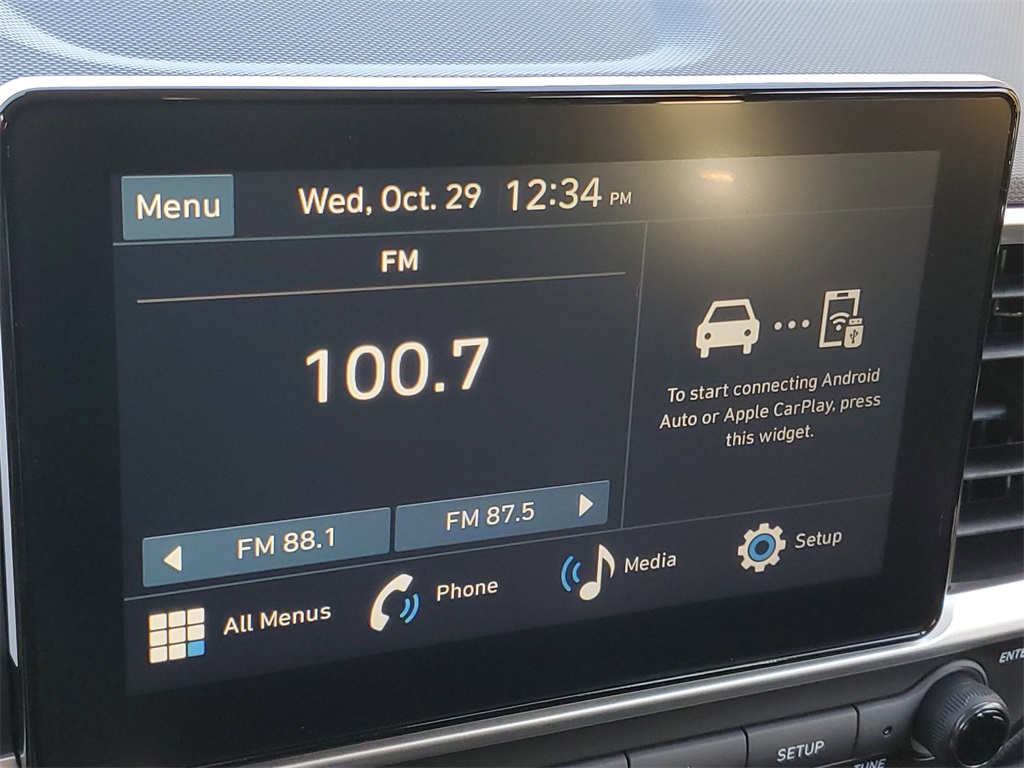 Menu Wed, Oct. 29 12:34 PM
FM
100.7
To start connecting Android
Auto or Apple CarPlay, press
this widget.
FM 88.1 FM 87.5
All Menus Phone Media Setup
SETUP
TUNE